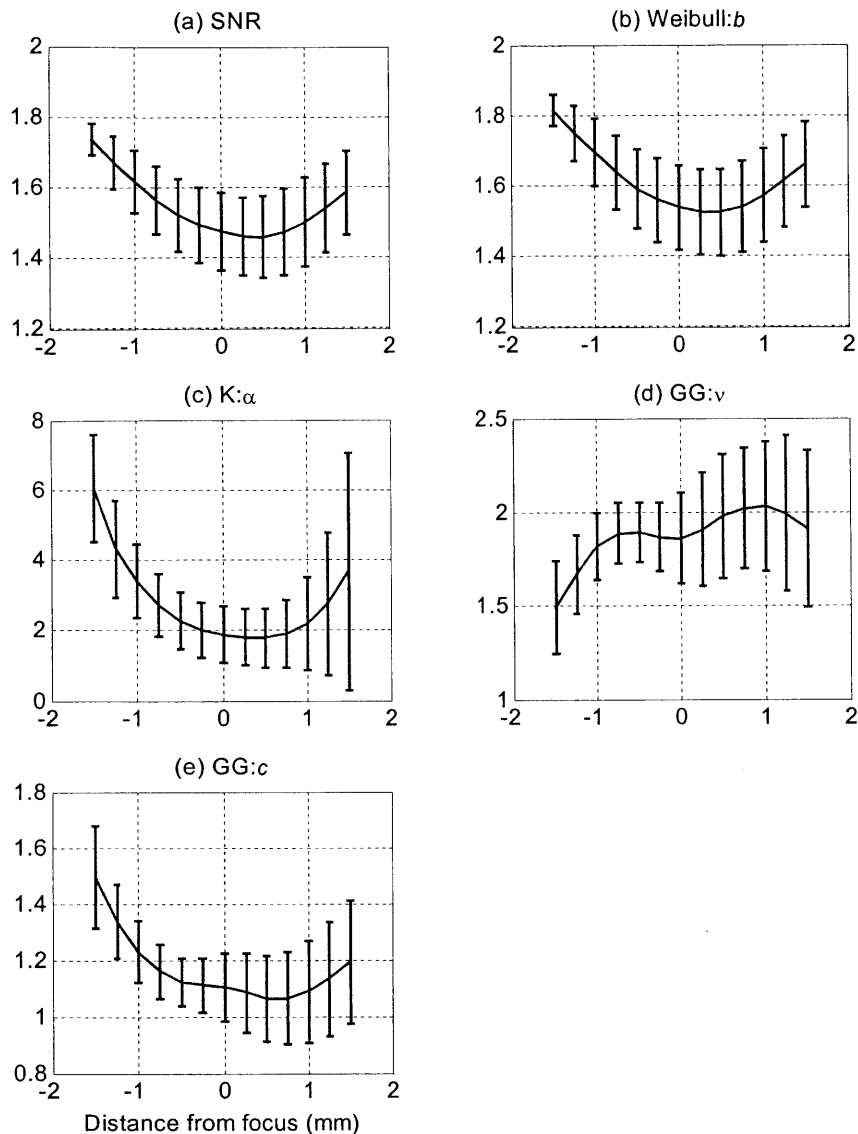 (a) SNR
2
1.8
1.6
1.4
1.2
-2 -1 0 1 2
(b) Weibull:b
2
1.8
1.6
1.4
1.2
-2 -1 0 1 2
(c) K:α
8
6
4
2
0
-2 -1 0 1 2
(d) GG:ν
2.5
2
1.5
1
-2 -1 0 1 2
(e) GG:c
1.8
1.6
1.4
1.2
1
0.8
-2 -1 0 1 2
Distance from focus (mm)